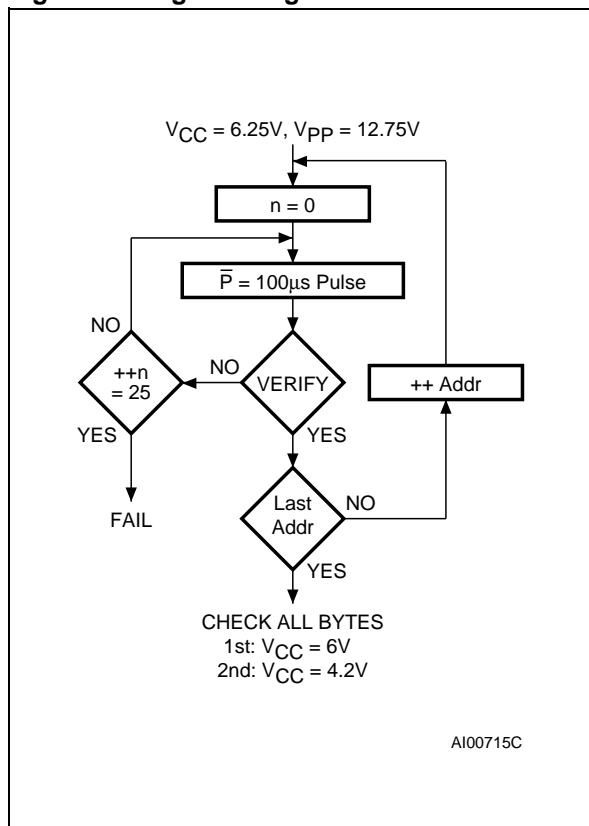 VCC = 6.25V, VPP = 12.75V
n = 0
P̅ = 100µs Pulse
NO
++n
= 25
NO
VERIFY
++ Addr
YES
YES
FAIL
Last
Addr
NO
YES
CHECK ALL BYTES
1st: VCC = 6V
2nd: VCC = 4.2V
AI00715C